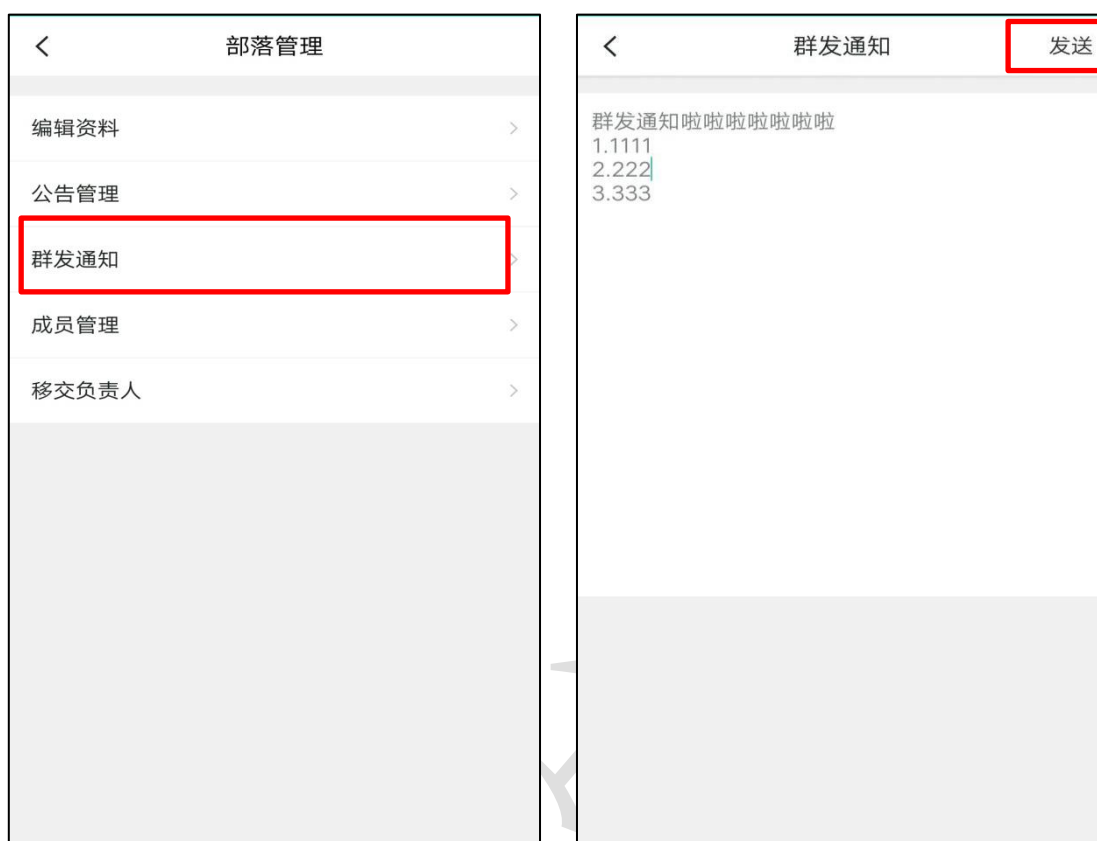 部落管理
编辑资料
公告管理
群发通知
成员管理
移交负责人
群发通知
发送
群发通知啦啦啦啦啦啦啦
1.1111
2.222
3.333